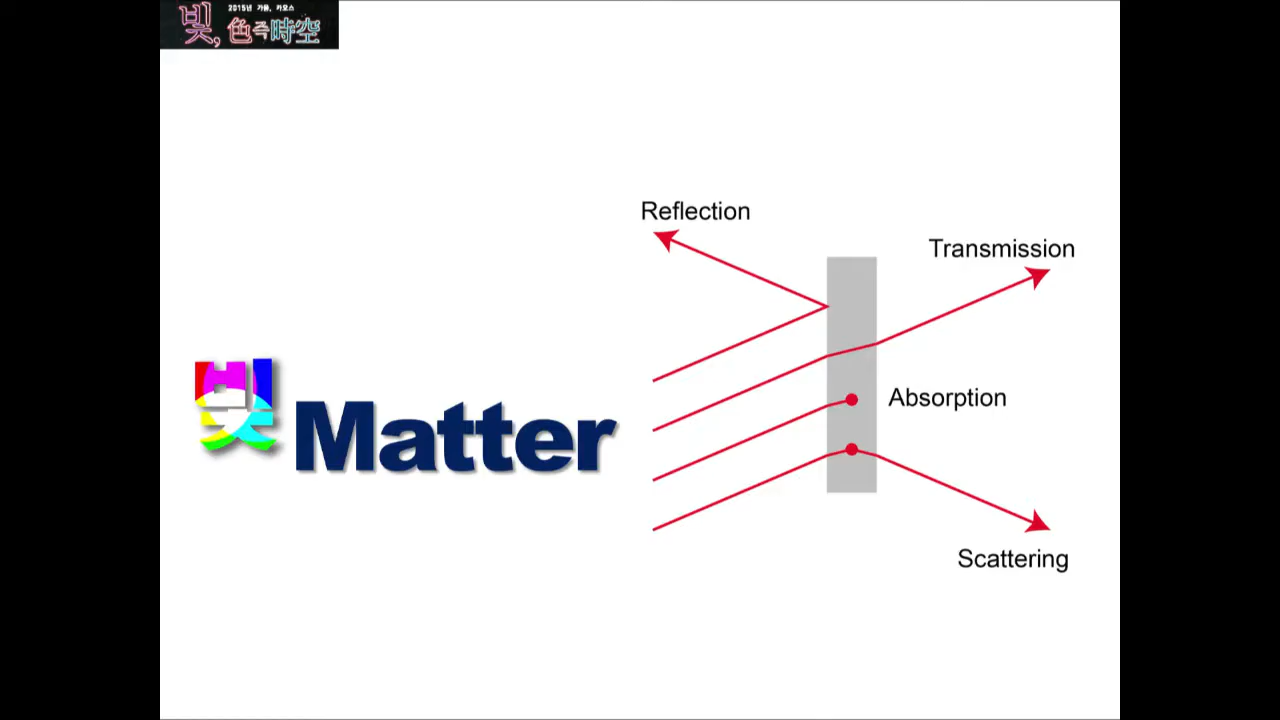 2015년 가을, 카오스
빛, 色즉時空
Reflection
Transmission
Absorption
빛 Matter
Scattering